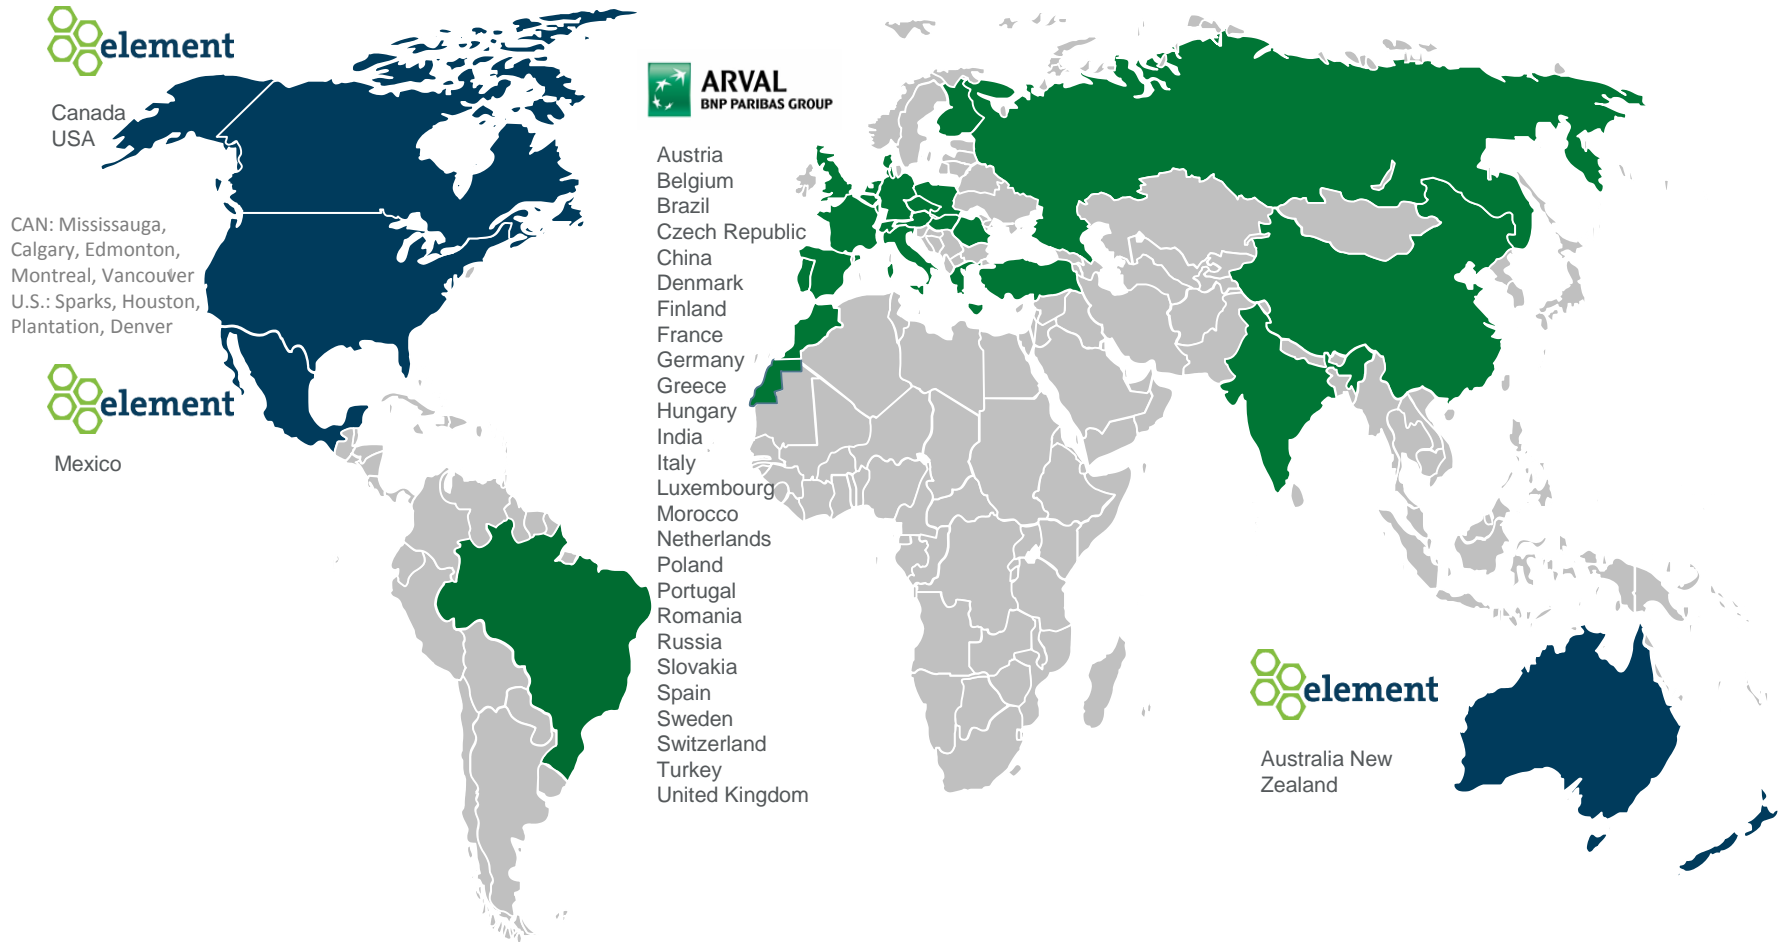 element
Canada
USA
CAN: Mississauga,
Calgary, Edmonton,
Montreal, Vancouver
U.S.: Sparks, Houston,
Plantation, Denver
element
Mexico
ARVAL
BNP PARIBAS GROUP
Austria
Belgium
Brazil
Czech Republic
China
Denmark
Finland
France
Germany
Greece
Hungary
India
Italy
Luxembourg
Morocco
Netherlands
Poland
Portugal
Romania
Russia
Slovakia
Spain
Sweden
Switzerland
Turkey
United Kingdom
element
Australia New
Zealand